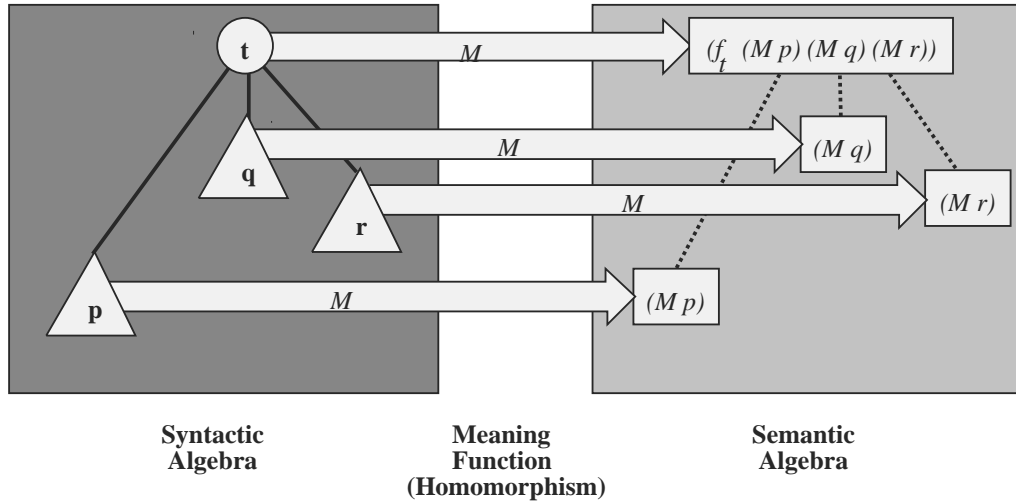 t
M
(f_t (M p) (M q) (M r))
q
M
(M q)
r
M
(M r)
p
M
(M p)
Syntactic
Algebra
Meaning
Function
(Homomorphism)
Semantic
Algebra